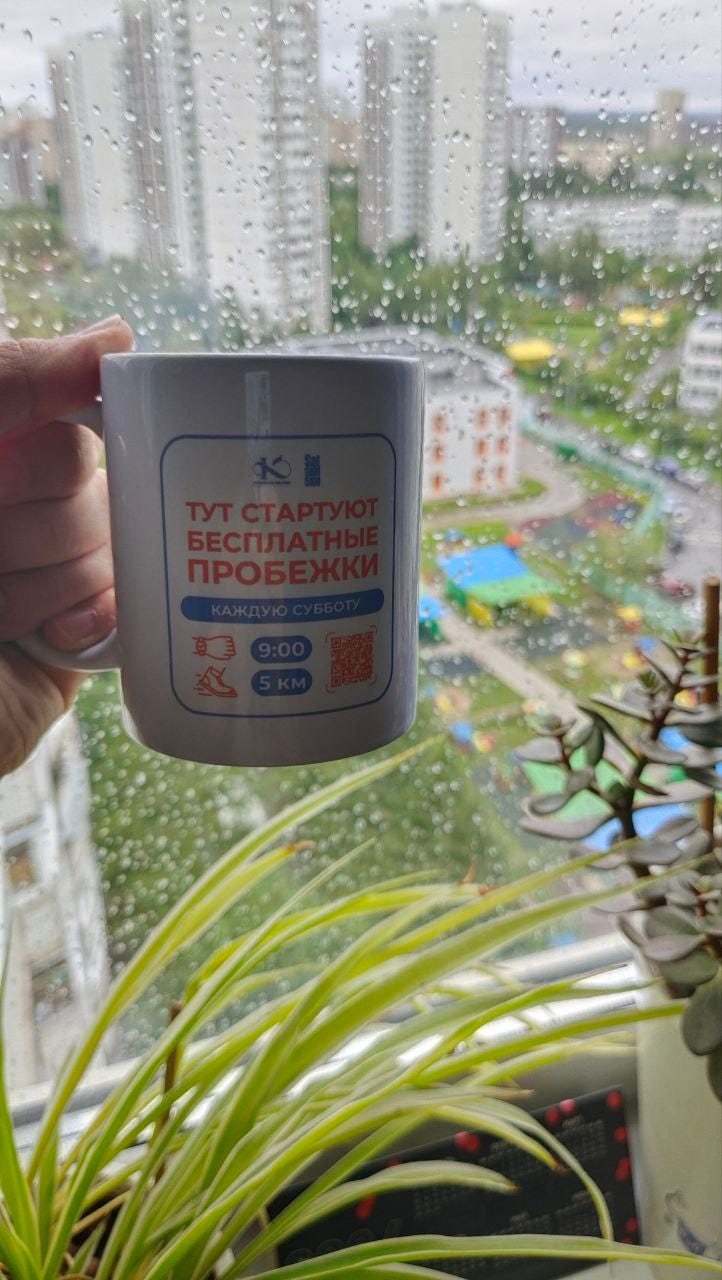 ТУТ СТАРТУЮТ
БЕСПЛАТНЫЕ
ПРОБЕЖКИ
КАЖДУЮ СУББОТУ
9:00
5 КМ